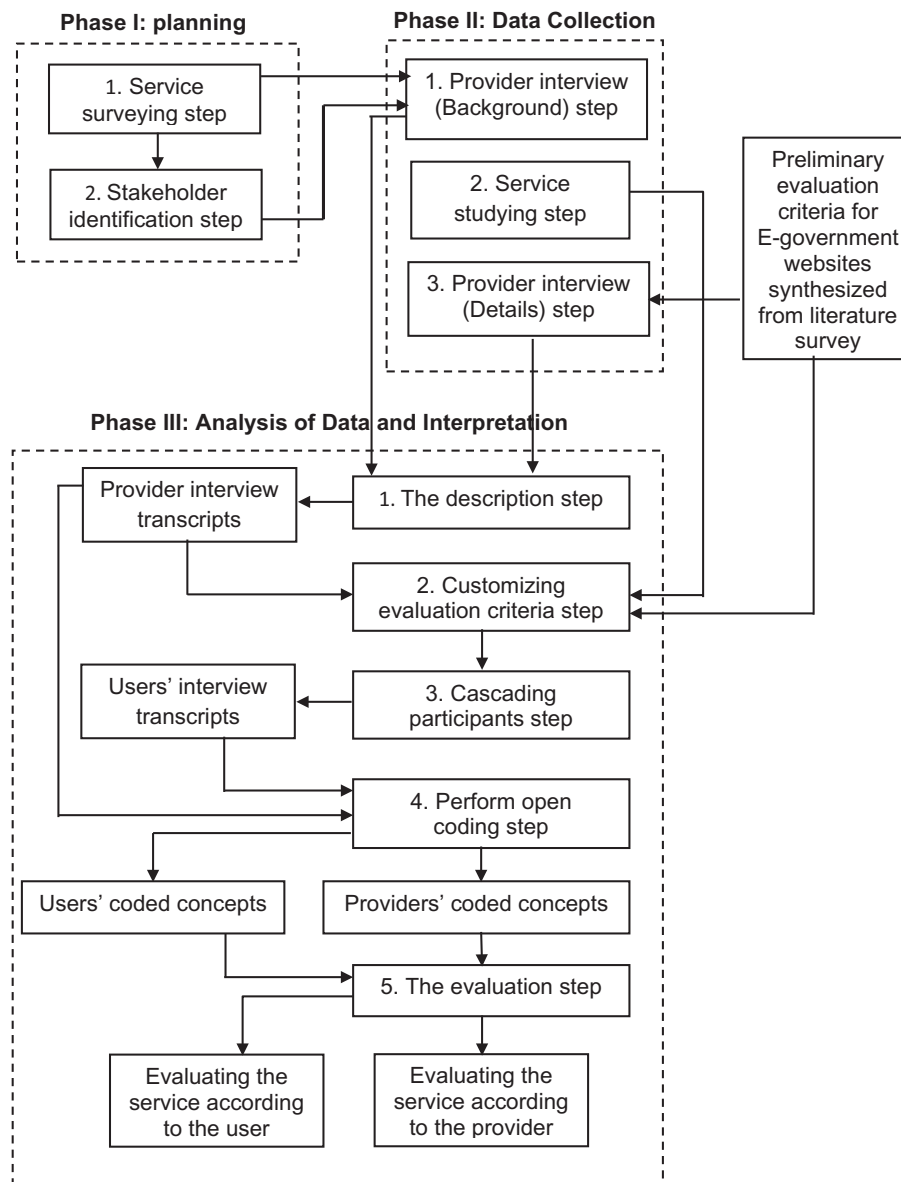 Phase I: planning
1. Service
surveying step
2. Stakeholder
identification step
Phase II: Data Collection
1. Provider interview
(Background) step
2. Service
studying step
3. Provider interview
(Details) step
Preliminary
evaluation
criteria for
E-government
websites
synthesized
from literature
survey
Phase III: Analysis of Data and Interpretation
Provider interview
transcripts
1. The description step
2. Customizing
evaluation criteria step
Users’ interview
transcripts
3. Cascading
participants step
4. Perform open
coding step
Users’ coded concepts
Providers’ coded concepts
5. The evaluation step
Evaluating the
service according
to the user
Evaluating the
service according
to the provider